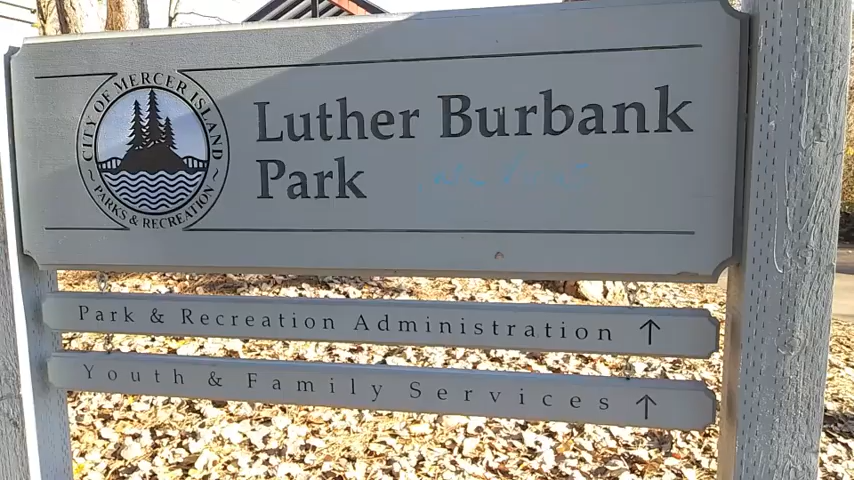 CITY OF MERCER ISLAND
~ PARKS & RECREATION ~
Luther Burbank
Park
Park & Recreation Administration ↑
Youth & Family Services ↑